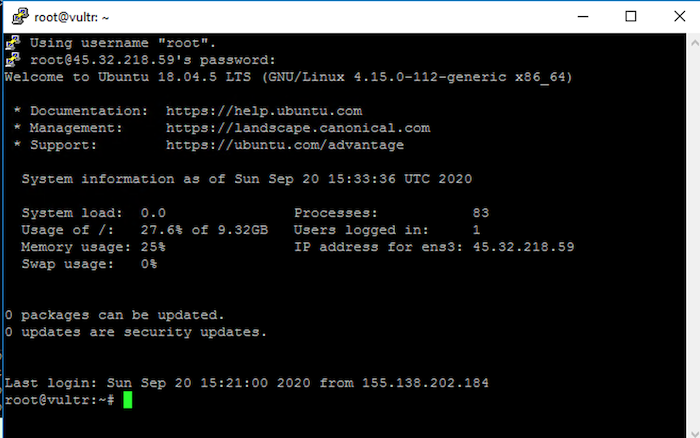 root@vultr: ~
Using username "root".
root@45.32.218.59's password:
Welcome to Ubuntu 18.04.5 LTS (GNU/Linux 4.15.0-112-generic x86_64)
* Documentation:  https://help.ubuntu.com
* Management:     https://landscape.canonical.com
* Support:        https://ubuntu.com/advantage
System information as of Sun Sep 20 15:33:36 UTC 2020
System load:  0.0               Processes:           83
Usage of /:   27.6% of 9.32GB   Users logged in:     1
Memory usage: 25%               IP address for ens3: 45.32.218.59
Swap usage:   0%
0 packages can be updated.
0 updates are security updates.
Last login: Sun Sep 20 15:21:00 2020 from 155.138.202.184
root@vultr:~#